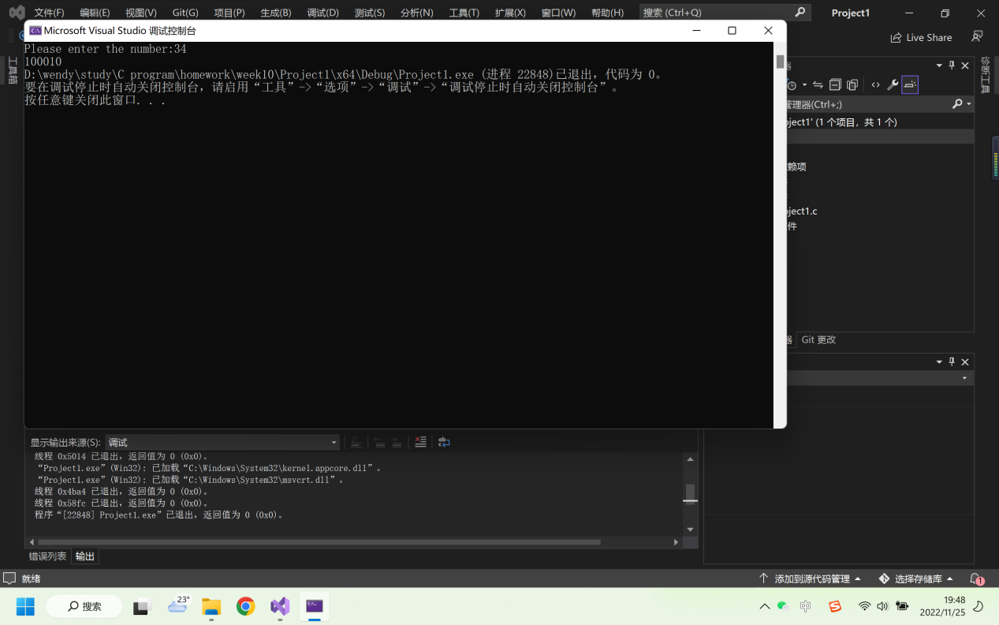 文件(F) 编辑(E) 视图(V) Git(G) 项目(P) 生成(B) 调试(D) 测试(S) 分析(N) 工具(T) 扩展(X) 窗口(W) 帮助(H) 搜索 (Ctrl+Q) Project1
Microsoft Visual Studio 调试控制台
Live Share
工具箱
诊断工具
Please enter the number:34
100010
D:\wendy\study\C program\homework\week10\Project1\x64\Debug\Project1.exe (进程 22848)已退出，代码为 0。
要在调试停止时自动关闭控制台，请启用“工具”->“选项”->“调试”->“调试停止时自动关闭控制台”。
按任意键关闭此窗口. . .
管理器(Ctrl+;)
oject1' (1 个项目，共 1 个)
赖项
oject1.c
件
器 Git 更改
显示输出来源(S): 调试
线程 0x5014 已退出，返回值为 0 (0x0)。
“Project1.exe”(Win32): 已加载“C:\Windows\System32\kernel.appcore.dll”。
“Project1.exe”(Win32): 已加载“C:\Windows\System32\msvcrt.dll”。
线程 0x4ba4 已退出，返回值为 0 (0x0)。
线程 0x58fc 已退出，返回值为 0 (0x0)。
程序“[22848] Project1.exe”已退出，返回值为 0 (0x0)。
错误列表 输出
就绪 添加到源代码管理 选择存储库 1
搜索 23° 中 19:48
2022/11/25